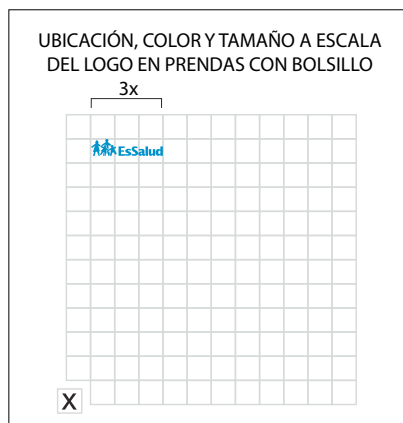 UBICACIÓN, COLOR Y TAMAÑO A ESCALA
DEL LOGO EN PRENDAS CON BOLSILLO
3x
EsSalud
X